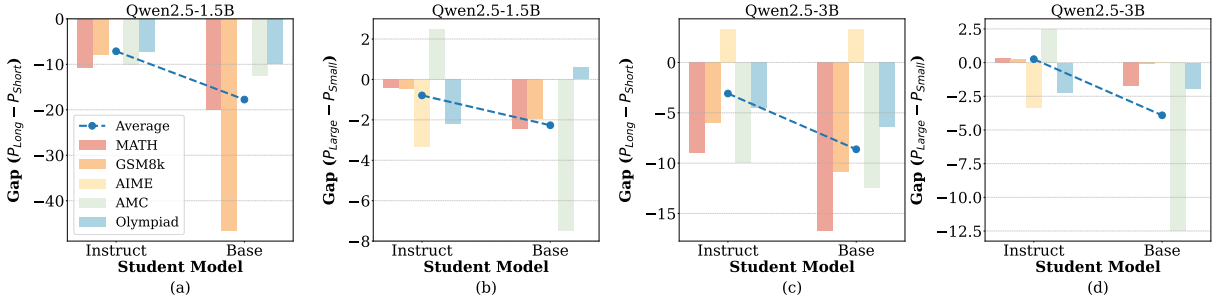 Qwen2.5-1.5B
Gap (P_Long − P_Short)
0
−10
−20
−30
−40
Average
MATH
GSM8k
AIME
AMC
Olympiad
Instruct
Base
Student Model
(a)
Qwen2.5-1.5B
Gap (P_Large − P_Small)
2
0
−2
−4
−6
−8
Instruct
Base
Student Model
(b)
Qwen2.5-3B
Gap (P_Long − P_Short)
0
−5
−10
−15
Instruct
Base
Student Model
(c)
Qwen2.5-3B
Gap (P_Large − P_Small)
2.5
0.0
−2.5
−5.0
−7.5
−10.0
−12.5
Instruct
Base
Student Model
(d)